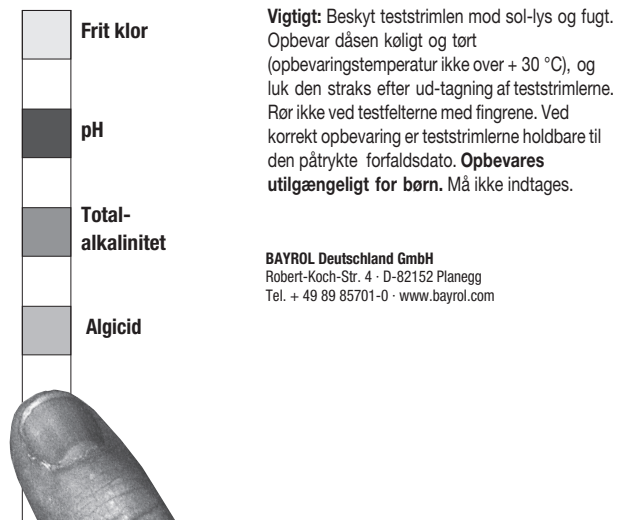 Frit klor
pH
Total-
alkalinitet
Algicid
Vigtigt: Beskyt teststrimlen mod sol-lys og fugt.
Opbevar dåsen køligt og tørt
(opbevaringstemperatur ikke over + 30 °C), og
luk den straks efter ud-tagning af teststrimlerne.
Rør ikke ved testfelterne med fingrene. Ved
korrekt opbevaring er teststrimlerne holdbare til
den påtrykte forfaldsdato. Opbevares
utilgængeligt for børn. Må ikke indtages.
BAYROL Deutschland GmbH
Robert-Koch-Str. 4 · D-82152 Planegg
Tel. + 49 89 85701-0 · www.bayrol.com